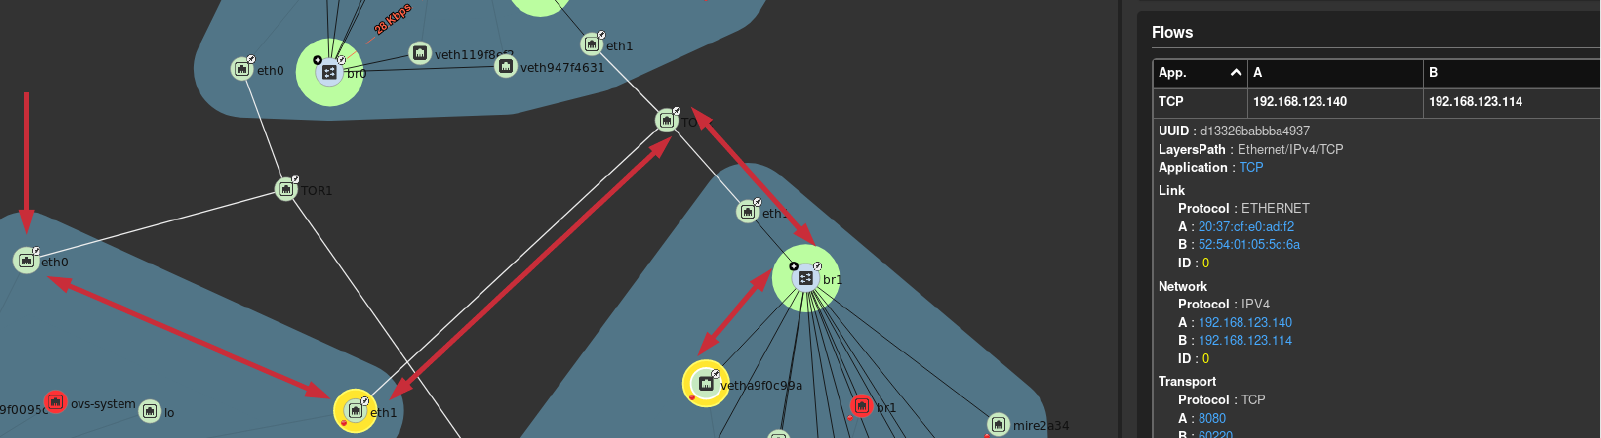 28 Kbps
eth0
br0
veth119f8ef2
veth947f4631
eth1
TO
TOR1
eth1
eth0
br1
vetha9f0c99a
9f0095c
ovs-system
lo
eth1
br1
mire2a34
Flows
App. A B
TCP 192.168.123.140 192.168.123.114
UUID : d13326babbba4937
LayersPath : Ethernet/IPv4/TCP
Application : TCP
Link
Protocol : ETHERNET
A : 20:37:cf:e0:ad:f2
B : 52:54:01:05:5c:6a
ID : 0
Network
Protocol : IPV4
A : 192.168.123.140
B : 192.168.123.114
ID : 0
Transport
Protocol : TCP
A : 8080
B : 60220